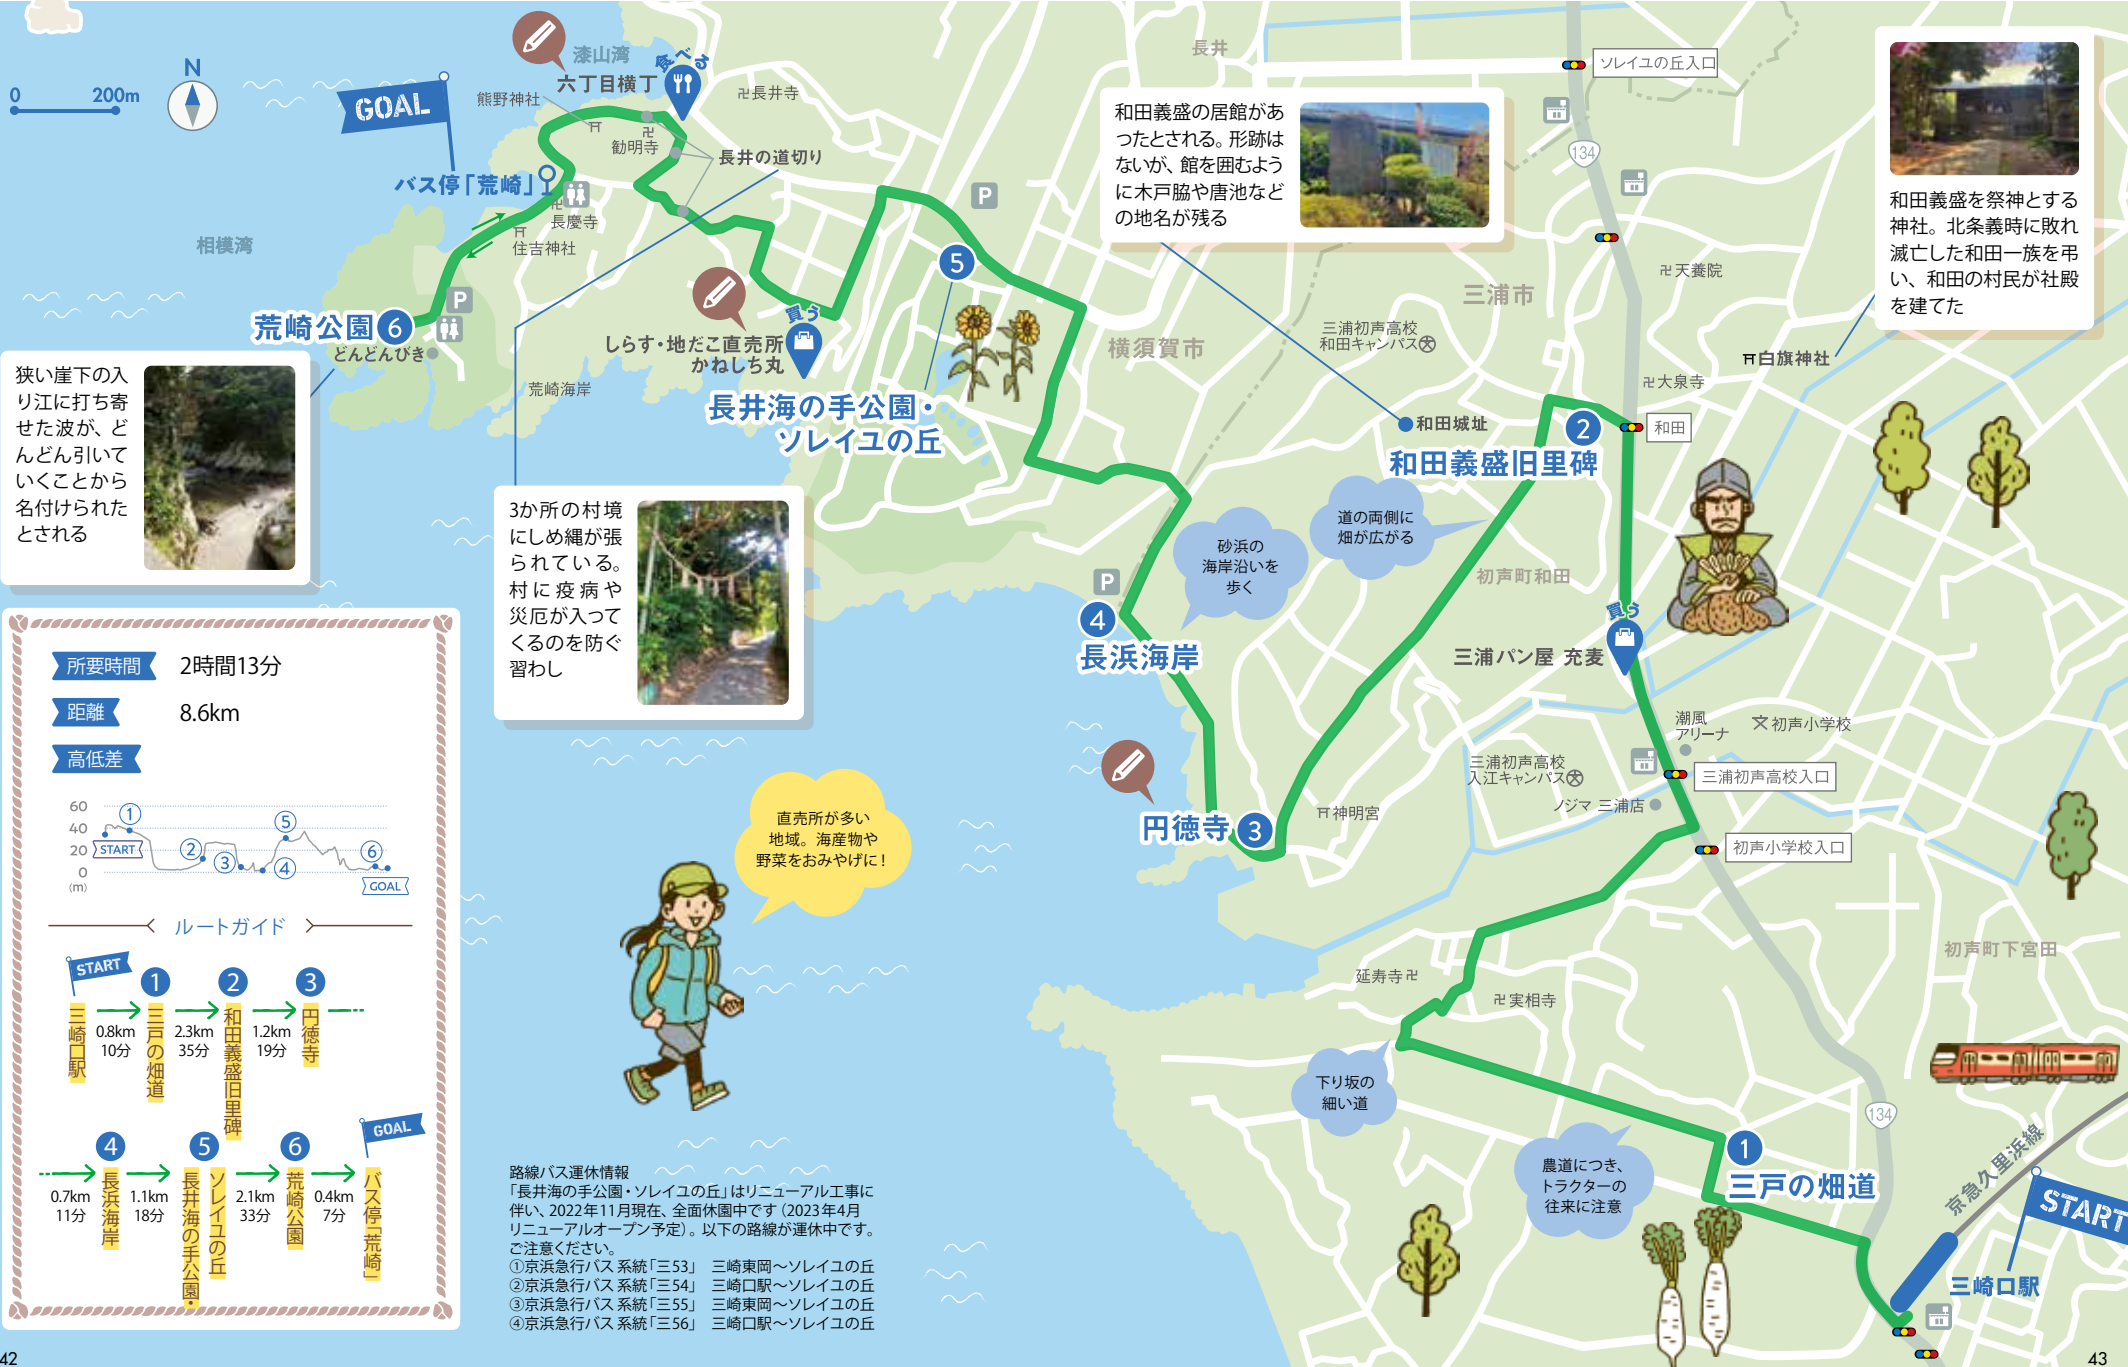 N
0 200m
GOAL
漆山湾
食べる
六丁目横丁
熊野神社
卍長井寺
卍
勧明寺
長井の道切り
バス停「荒崎」
卍
長慶寺
住吉神社
相模湾
P
荒崎公園 6
どんどんびき
荒崎海岸
狭い崖下の入
り江に打ち寄
せた波が、ど
んどん引いて
いくことから
名付けられた
とされる
買う
しらす・地だこ直売所
かねしち丸
5
長井海の手公園・
ソレイユの丘
P
長井
横須賀市
3か所の村境
にしめ縄が張
られている。
村に疫病や
災厄が入って
くるのを防ぐ
習わし
和田義盛の居館があ
ったとされる。形跡は
ないが、館を囲むよう
に木戸脇や唐池など
の地名が残る
ソレイユの丘入口
134
和田義盛を祭神とする
神社。北条義時に敗れ
滅亡した和田一族を弔
い、和田の村民が社殿
を建てた
卍天養院
三浦市
三浦初声高校
和田キャンパス
白旗神社
卍大泉寺
和田城址
2
和田
和田義盛旧里碑
道の両側に
畑が広がる
砂浜の
海岸沿いを
歩く
初声町和田
P
4
長浜海岸
買う
三浦パン屋 充麦
潮風
アリーナ
文初声小学校
三浦初声高校
入江キャンパス
三浦初声高校入口
ノジマ 三浦店
神明宮
円徳寺 3
初声小学校入口
初声町下宮田
延寿寺卍
卍実相寺
下り坂の
細い道
134
農道につき、
トラクターの
往来に注意
1
三戸の畑道
京急久里浜線
START
三崎口駅
直売所が多い
地域。海産物や
野菜をおみやげに！
所要時間 2時間13分
距離 8.6km
高低差
60
40
20
0
(m)
START
1
2
3
4
5
6
GOAL
ルートガイド
START
三崎口駅
0.8km
10分
1
三戸の畑道
2.3km
35分
2
和田義盛旧里碑
1.2km
19分
3
円徳寺
0.7km
11分
4
長浜海岸
1.1km
18分
5
長井海の手公園・
ソレイユの丘
2.1km
33分
6
荒崎公園
0.4km
7分
GOAL
バス停「荒崎」
路線バス運休情報
「長井海の手公園・ソレイユの丘」はリニューアル工事に
伴い、2022年11月現在、全面休園中です（2023年4月
リニューアルオープン予定）。以下の路線が運休中です。
ご注意ください。
①京浜急行バス 系統「三53」 三崎東岡〜ソレイユの丘
②京浜急行バス 系統「三54」 三崎口駅〜ソレイユの丘
③京浜急行バス 系統「三55」 三崎東岡〜ソレイユの丘
④京浜急行バス 系統「三56」 三崎口駅〜ソレイユの丘
42
43